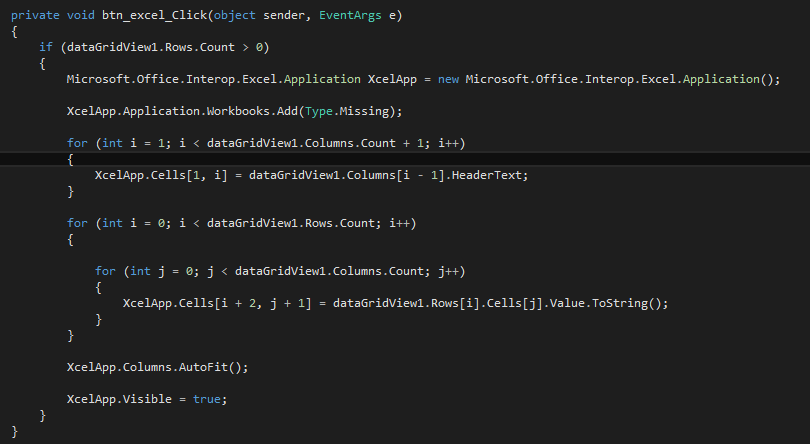 private void btn_excel_Click(object sender, EventArgs e)
{
    if (dataGridView1.Rows.Count > 0)
    {
        Microsoft.Office.Interop.Excel.Application XcelApp = new Microsoft.Office.Interop.Excel.Application();
        XcelApp.Application.Workbooks.Add(Type.Missing);
        for (int i = 1; i < dataGridView1.Columns.Count + 1; i++)
        {
            XcelApp.Cells[1, i] = dataGridView1.Columns[i - 1].HeaderText;
        }
        for (int i = 0; i < dataGridView1.Rows.Count; i++)
        {
            for (int j = 0; j < dataGridView1.Columns.Count; j++)
            {
                XcelApp.Cells[i + 2, j + 1] = dataGridView1.Rows[i].Cells[j].Value.ToString();
            }
        }
        XcelApp.Columns.AutoFit();
        XcelApp.Visible = true;
    }
}